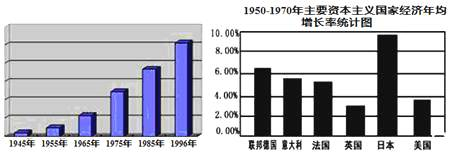 1945年 1955年 1965年 1975年 1985年 1996年
1950-1970年主要资本主义国家经济年均
增长率统计图
10.00%
8.00%
6.00%
4.00%
2.00%
0.00%
联邦德国 意大利 法国 英国 日本 美国